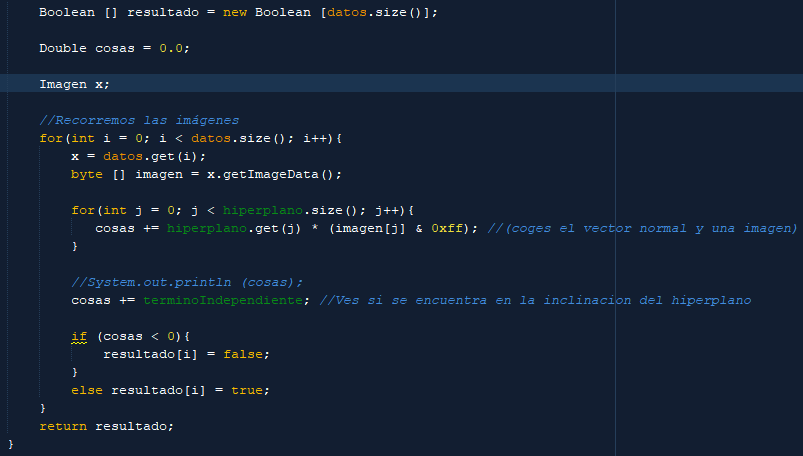 Boolean [] resultado = new Boolean [datos.size()];
Double cosas = 0.0;
Imagen x;
//Recorremos las imágenes
for(int i = 0; i < datos.size(); i++){
x = datos.get(i);
byte [] imagen = x.getImageData();
for(int j = 0; j < hiperplano.size(); j++){
cosas += hiperplano.get(j) * (imagen[j] & 0xff); //(coges el vector normal y una imagen)
}
//System.out.println (cosas);
cosas += terminoIndependiente; //Ves si se encuentra en la inclinacion del hiperplano
if (cosas < 0){
resultado[i] = false;
}
else resultado[i] = true;
}
return resultado;
}